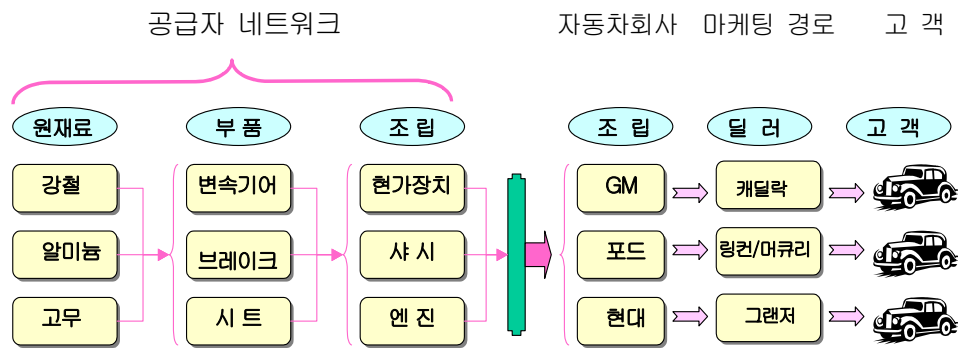 공급자 네트워크 자동차회사 마케팅 경로 고 객
원재료 부 품 조 립 조 립 딜 러 고 객
강철 변속기어 현가장치 GM 캐딜락
알미늄 브레이크 샤 시 포드 링컨/머큐리
고무 시 트 엔 진 현대 그랜저